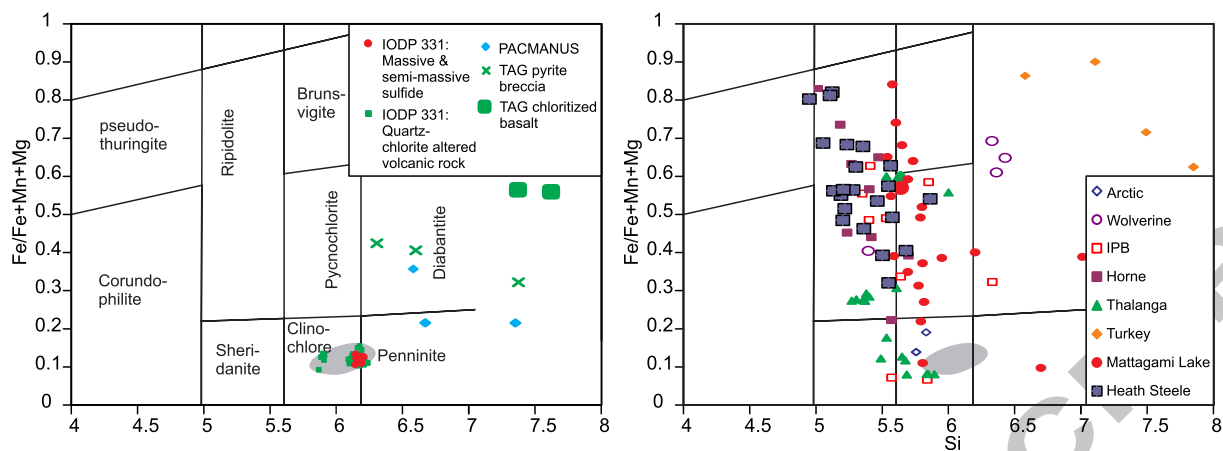 Fe/Fe+Mn+Mg
1
0.9
0.8
0.7
0.6
0.5
0.4
0.3
0.2
0.1
0
4
4.5
5
5.5
6
6.5
7
7.5
8
pseudo-
thuringite
Corundo-
philite
Ripidolite
Sheri-
danite
Bruns-
vigite
Pycnochlorite
Clino-
chlore
Diabantite
Penninite
IODP 331:
Massive &
semi-massive
sulfide
IODP 331:
Quartz-
chlorite altered
volcanic rock
PACMANUS
TAG pyrite
breccia
TAG chloritized
basalt
Fe/Fe+Mn+Mg
1
0.9
0.8
0.7
0.6
0.5
0.4
0.3
0.2
0.1
0
4
4.5
5
5.5
6
6.5
7
7.5
8
Si
Arctic
Wolverine
IPB
Horne
Thalanga
Turkey
Mattagami Lake
Heath Steele